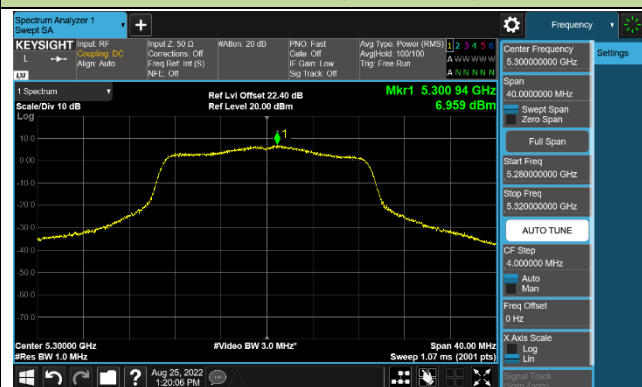 Spectrum Analyzer 1
Swept SA
Frequency
KEYSIGHT Input: RF
Coupling: DC
Align: Auto
Input Z: 50 Ω
Corrections: Off
Freq Ref: Int (S)
NFE: Off
#Atten: 20 dB
PNO: Fast
Gate: Off
IF Gain: Low
Sig Track: Off
Avg Type: Power (RMS)
Avg|Hold: 100/100
Trig: Free Run
1 2 3 4 5 6
A W W W W W
A N N N N N
L
LXI
Center Frequency
5.300000000 GHz
Settings
Span
40.0000000 MHz
Swept Span
Zero Span
Full Span
Start Freq
5.280000000 GHz
Stop Freq
5.320000000 GHz
AUTO TUNE
CF Step
4.000000 MHz
Auto
Man
Freq Offset
0 Hz
X Axis Scale
Log
Lin
Signal Track
(Span Zoom)
1 Spectrum
Scale/Div 10 dB
Log
Ref Lvl Offset 22.40 dB
Ref Level 20.00 dBm
Mkr1 5.300 94 GHz
6.959 dBm
1
10.0
0.00
-10.0
-20.0
-30.0
-40.0
-50.0
-60.0
-70.0
Center 5.30000 GHz
#Res BW 1.0 MHz
#Video BW 3.0 MHz*
Span 40.00 MHz
Sweep 1.07 ms (2001 pts)
?
Aug 25, 2022
1:20:06 PM